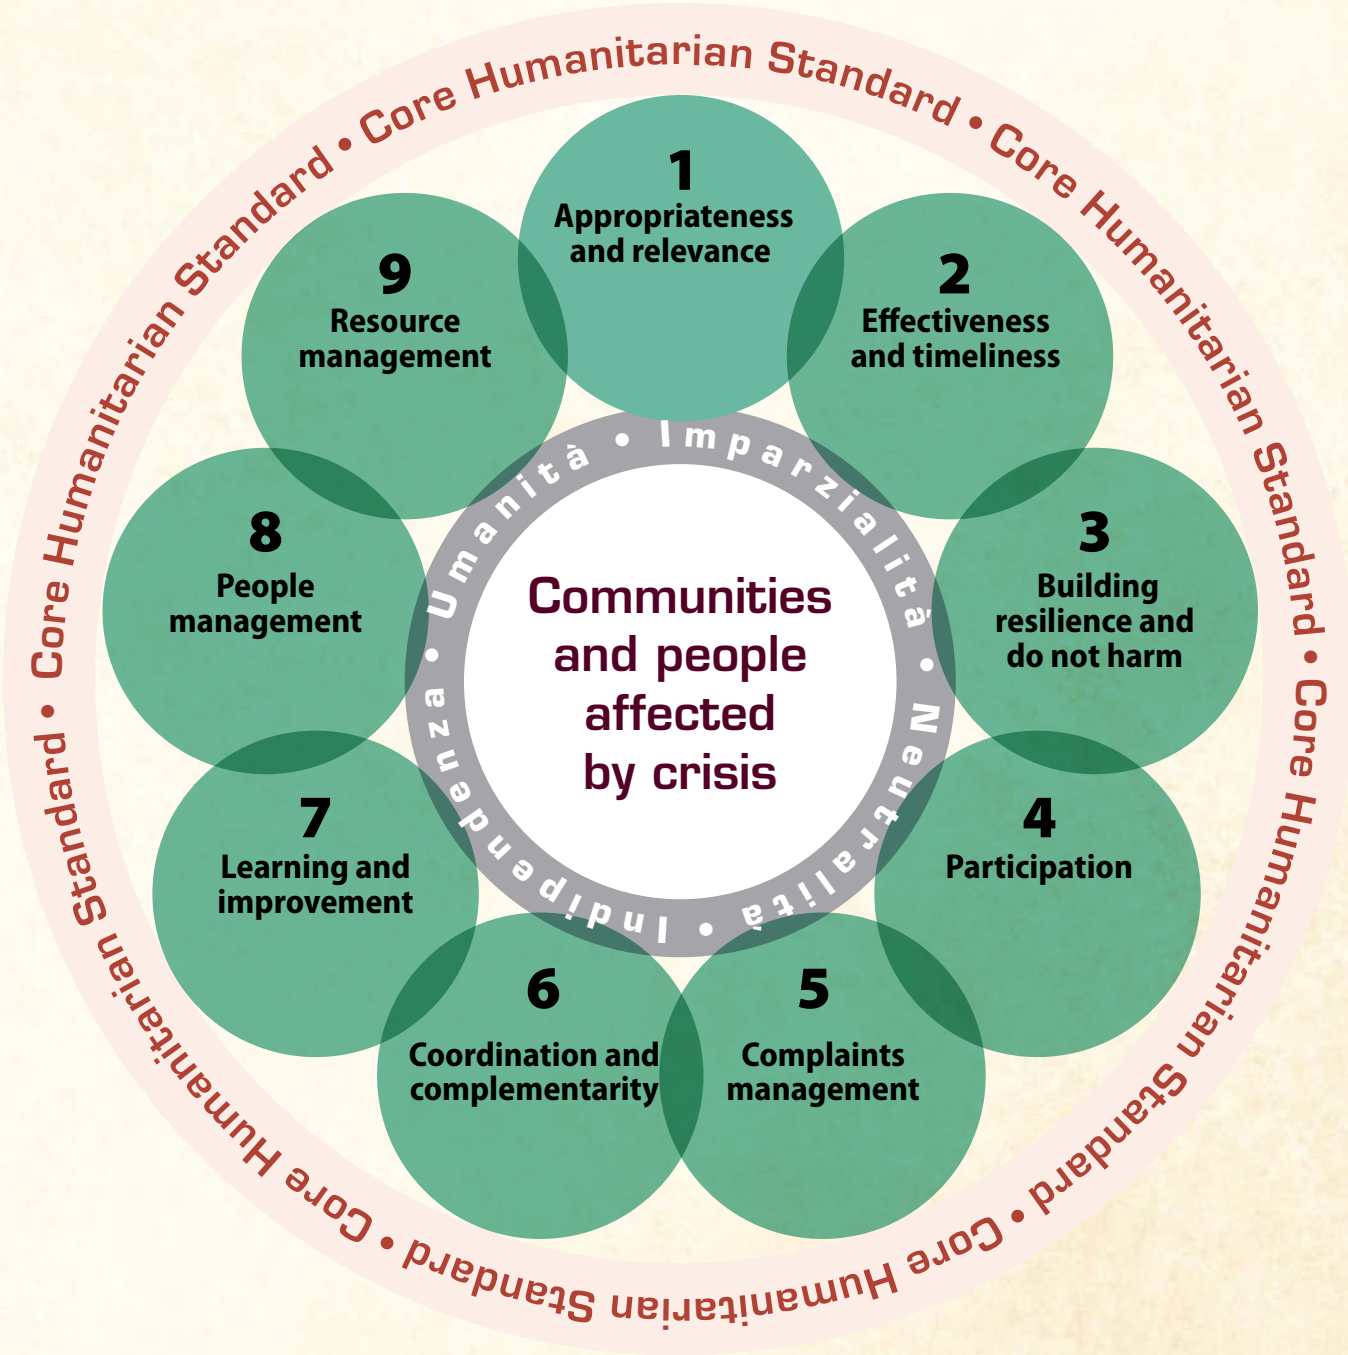 Core Humanitarian Standard • Core Humanitarian Standard • Core Humanitarian Standard • Core Humanitarian Standard • Core Humanitarian Standard • Core Humanitarian Standard •
1
Appropriateness
and relevance
2
Effectiveness
and timeliness
3
Building
resilience and
do not harm
4
Participation
5
Complaints
management
6
Coordination and
complementarity
7
Learning and
improvement
8
People
management
9
Resource
management
Umanità • Imparzialità • Neutralità • Indipendenza •
Communities
and people
affected
by crisis